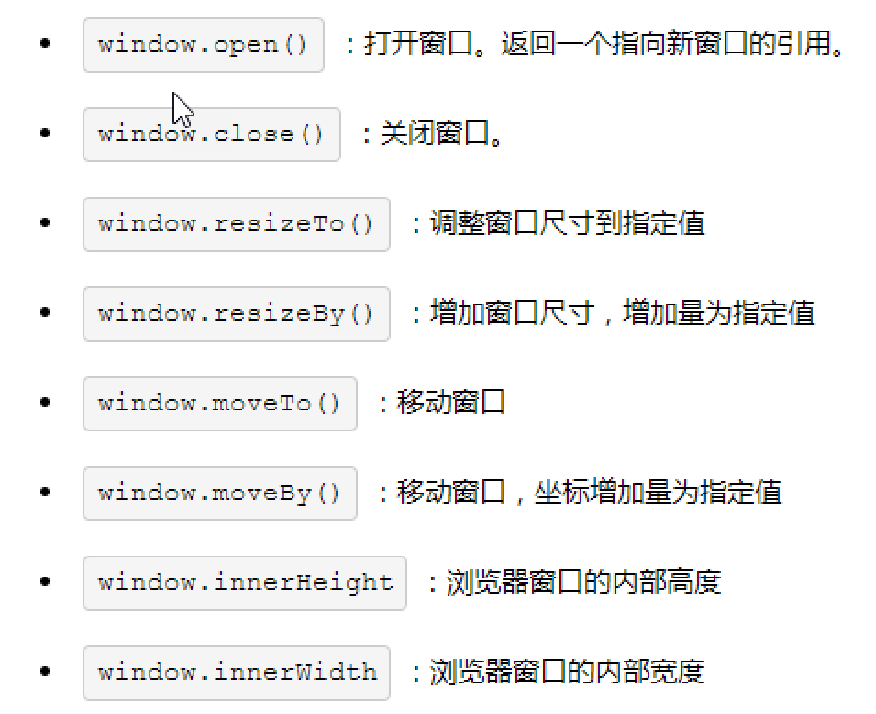 • window.open() ：打开窗口。返回一个指向新窗口的引用。
• window.close() ：关闭窗口。
• window.resizeTo() ：调整窗口尺寸到指定值
• window.resizeBy() ：增加窗口尺寸，增加量为指定值
• window.moveTo() ：移动窗口
• window.moveBy() ：移动窗口，坐标增加量为指定值
• window.innerHeight ：浏览器窗口的内部高度
• window.innerWidth ：浏览器窗口的内部宽度